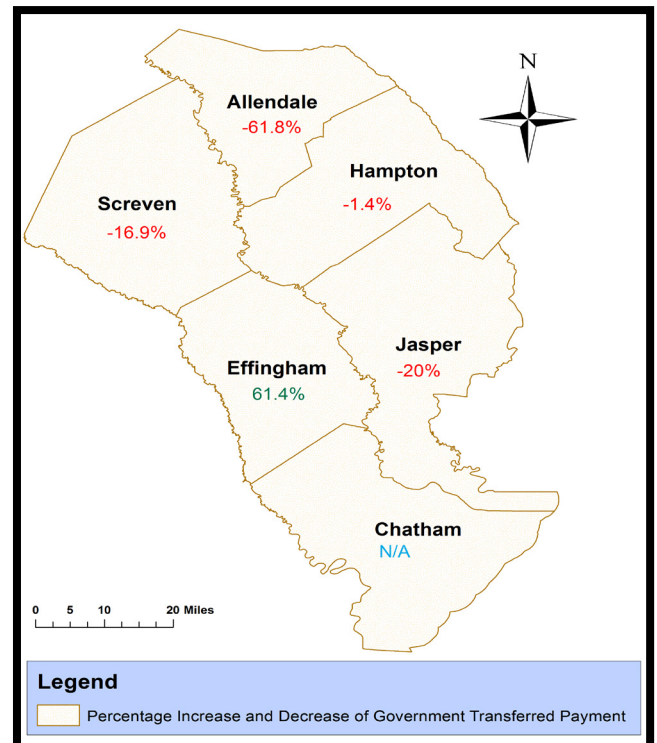 N
Allendale
-61.8%
Hampton
-1.4%
Screven
-16.9%
Jasper
-20%
Effingham
61.4%
Chatham
N/A
0 5 10 20 Miles
Legend
Percentage Increase and Decrease of Government Transferred Payment